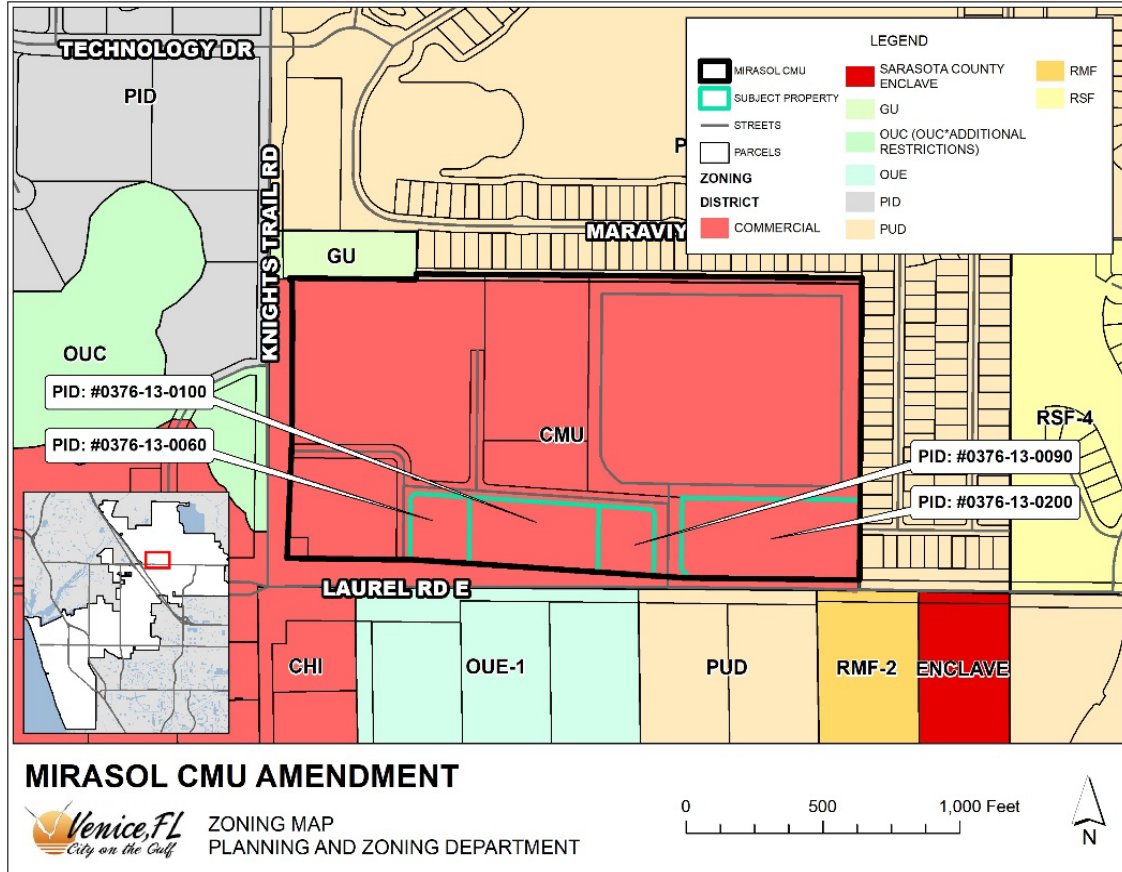 TECHNOLOGY DR
PID
KNIGHTS TRAIL RD
MARAVIY
GU
OUC
PID: #0376-13-0100
PID: #0376-13-0060
CMU
PID: #0376-13-0090
PID: #0376-13-0200
RSF-4
LAUREL RD E
CHI
OUE-1
PUD
RMF-2
ENCLAVE
P
LEGEND
MIRASOL CMU
SUBJECT PROPERTY
STREETS
PARCELS
ZONING
DISTRICT
COMMERCIAL
SARASOTA COUNTY
ENCLAVE
GU
OUC (OUC*ADDITIONAL
RESTRICTIONS)
OUE
PID
PUD
RMF
RSF
MIRASOL CMU AMENDMENT
Venice, FL
City on the Gulf
ZONING MAP
PLANNING AND ZONING DEPARTMENT
0 500 1,000 Feet
N